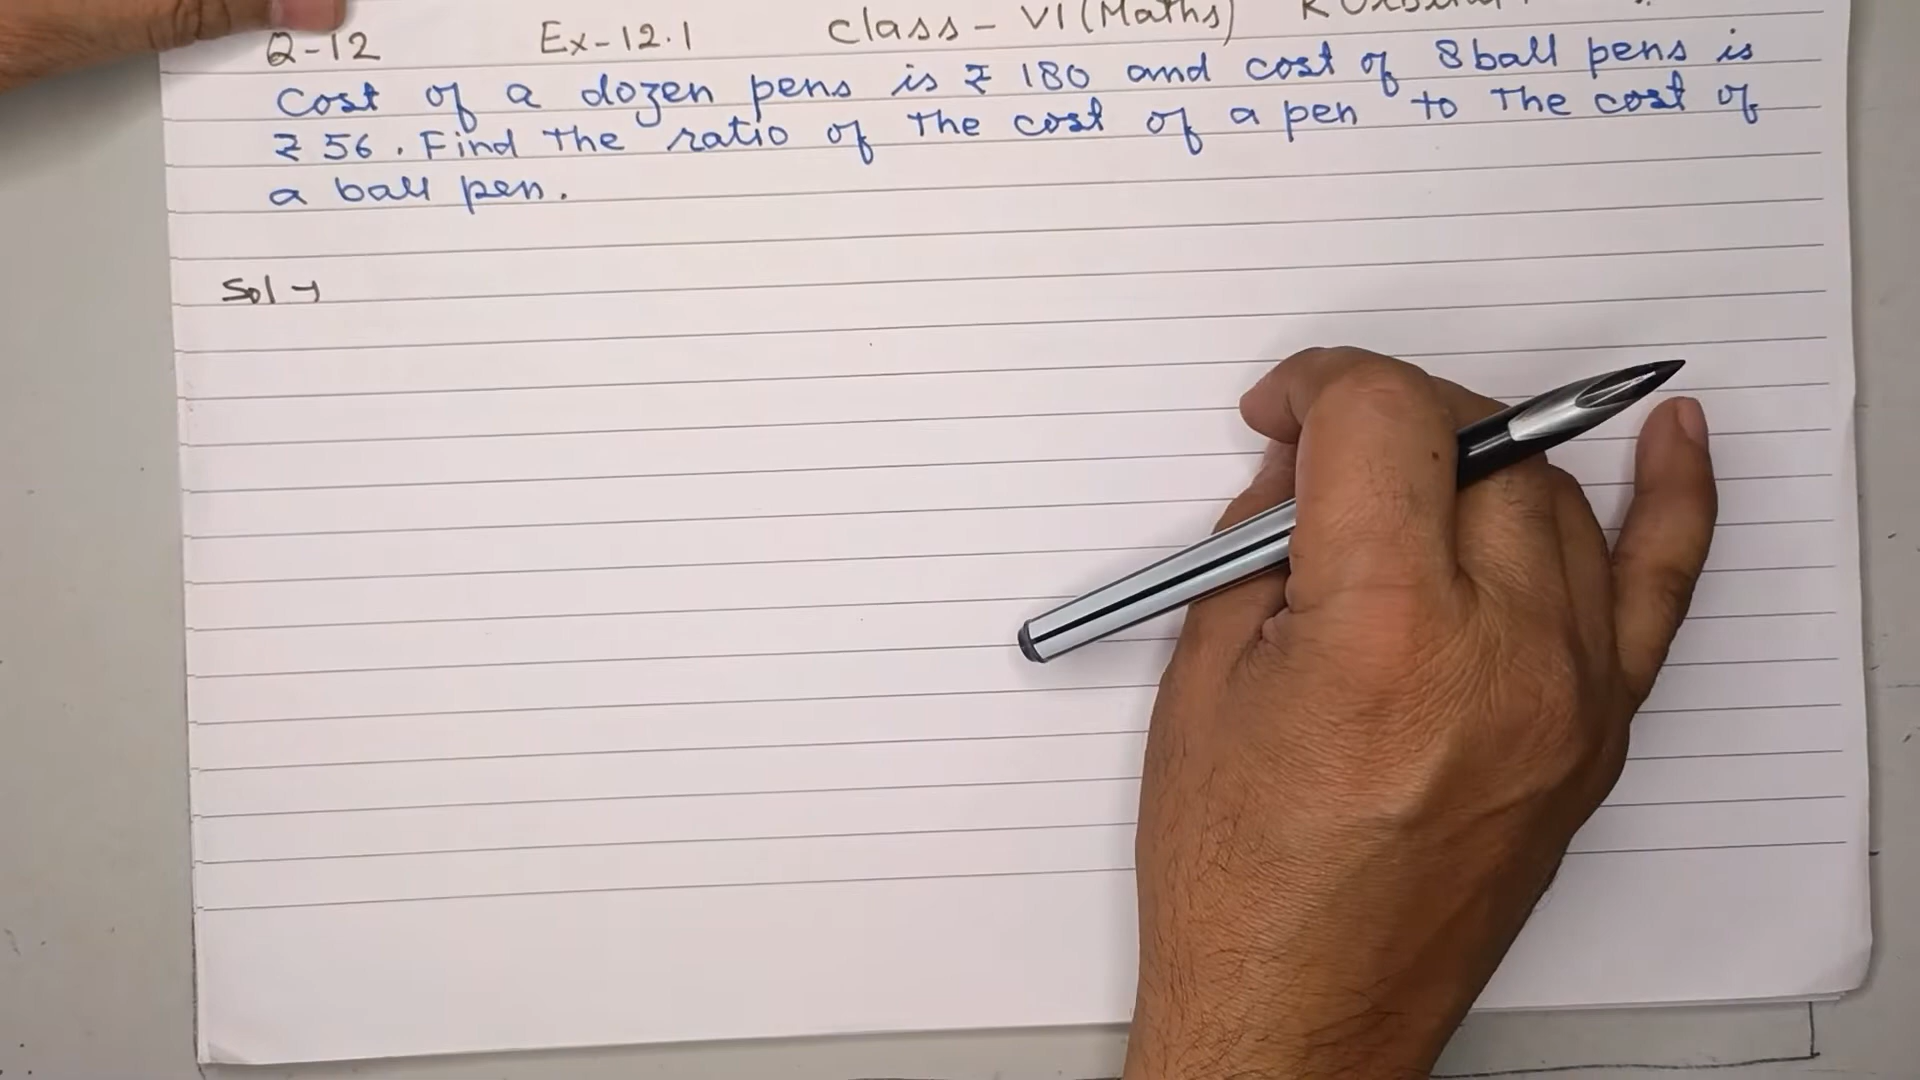 Q-12 Ex-12.1 Class - VI (Maths)
Cost of a dozen pens is ₹ 180 and cost of 8 ball pens is
₹ 56. Find the ratio of the cost of a pen to the cost of
a ball pen.
Sol →